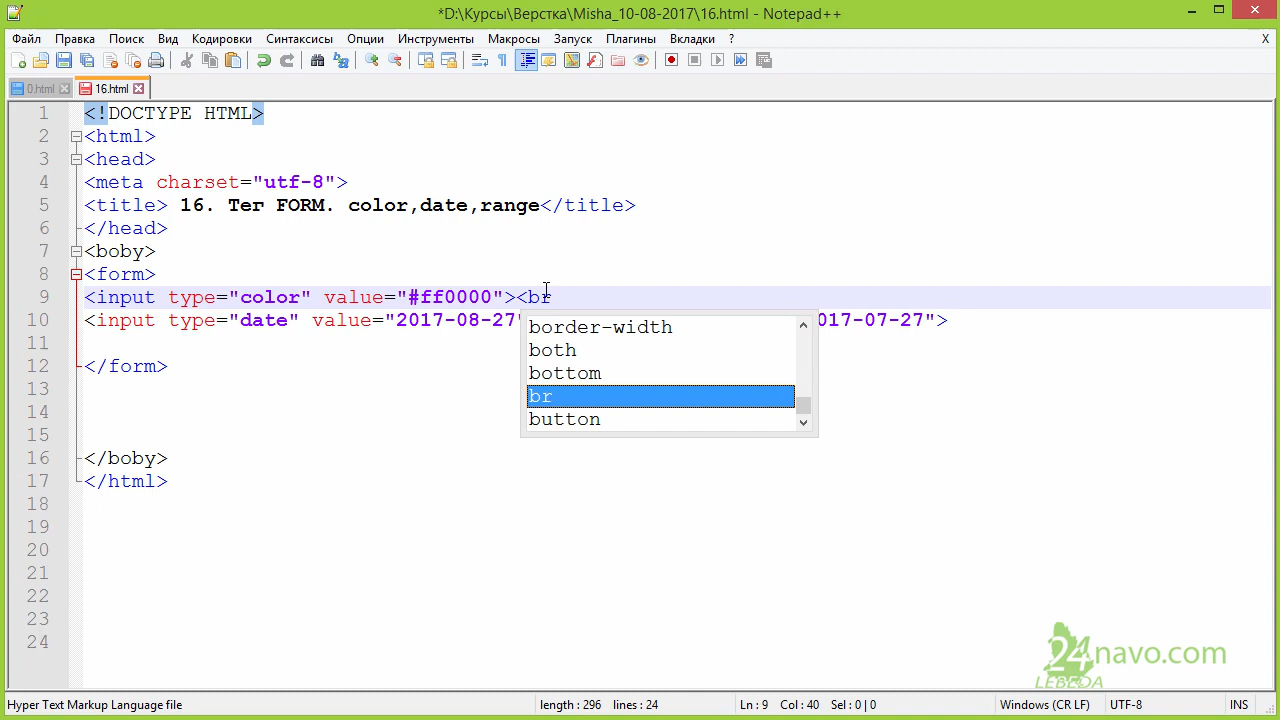 *D:\Курсы\Верстка\Misha_10-08-2017\16.html - Notepad++
Файл Правка Поиск Вид Кодировки Синтаксисы Опции Инструменты Макросы Запуск Плагины Вкладки ? X
0.html 16.html
1 <!DOCTYPE HTML>
2 <html>
3 <head>
4 <meta charset="utf-8">
5 <title> 16. Тег FORM. color,date,range</title>
6 </head>
7 <boby>
8 <form>
9 <input type="color" value="#ff0000"><br
10 <input type="date" value="2017-08-27" 017-07-27">
border-width
11
both
12 </form>
bottom
13
br
14
button
15
16 </boby>
17 </html>
18
19
20
21
22
23
24
24navo.com
LEBEDA
Hyper Text Markup Language file length : 296 lines : 24 Ln : 9 Col : 40 Sel : 0 | 0 Windows (CR LF) UTF-8 INS